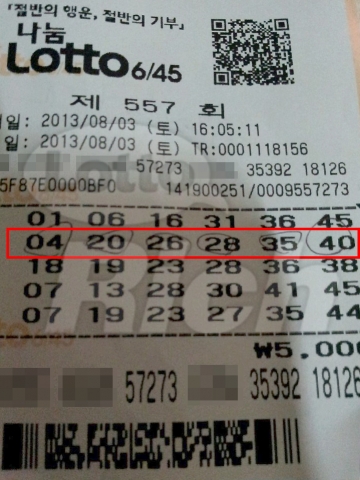 「절반의 행운, 절반의 기부」
나눔
Lotto 6/45
제 557 회
일: 2013/08/03 (토) 16:05:11
일: 2013/08/03 (토) TR:0001118156
57273 35392 18126
5F87E0000BF0 141900251/0009573
01 06 16 31 36 45
04 20 26 28 35 40
18 19 23 28 36 38
07 13 28 30 41 45
07 19 23 27 35 44
₩5,000
57273 35392 18126